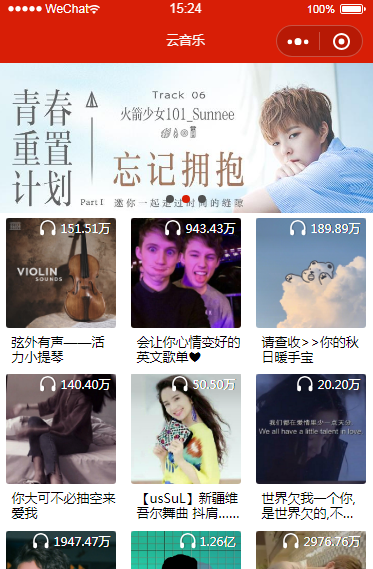 WeChat
15:24
100%
云音乐
Track 06
火箭少女101_Sunnee
青春
重置
计划
Part I
忘记拥抱
邀你一起走过时间的缝隙
151.51万
943.43万
189.89万
VIOLIN
SOUNDS
弦外有声——活
力小提琴
会让你心情变好的
英文歌单♥
请查收>>你的秋
日暖手宝
140.40万
50.50万
20.20万
我们都在爱情里少一点天分
We all have a little talent in love
你大可不必抽空来
爱我
【usSuL】新疆维
吾尔舞曲 抖肩......
世界欠我一个你,
是世界欠的,不...
1947.47万
1.26亿
2976.76万